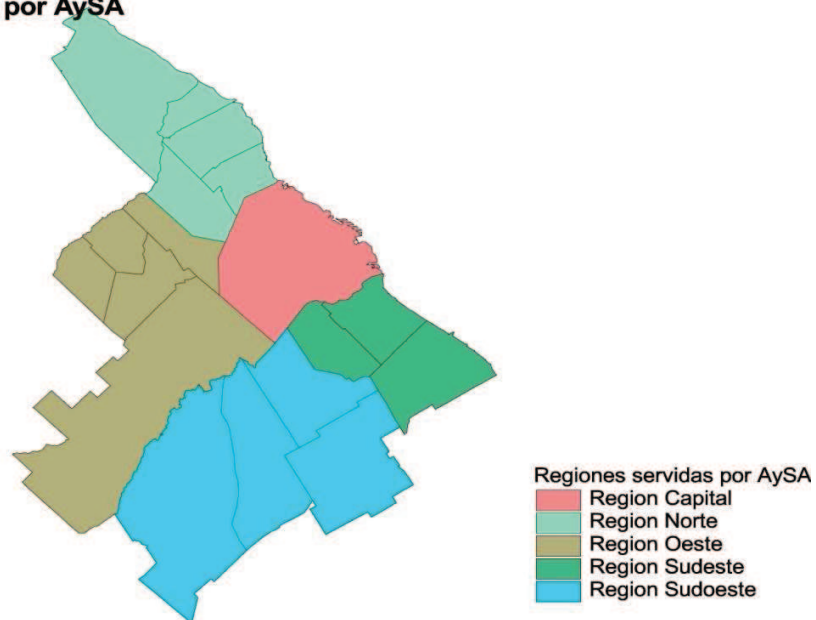 por AySA
Regiones servidas por AySA
Region Capital
Region Norte
Region Oeste
Region Sudeste
Region Sudoeste